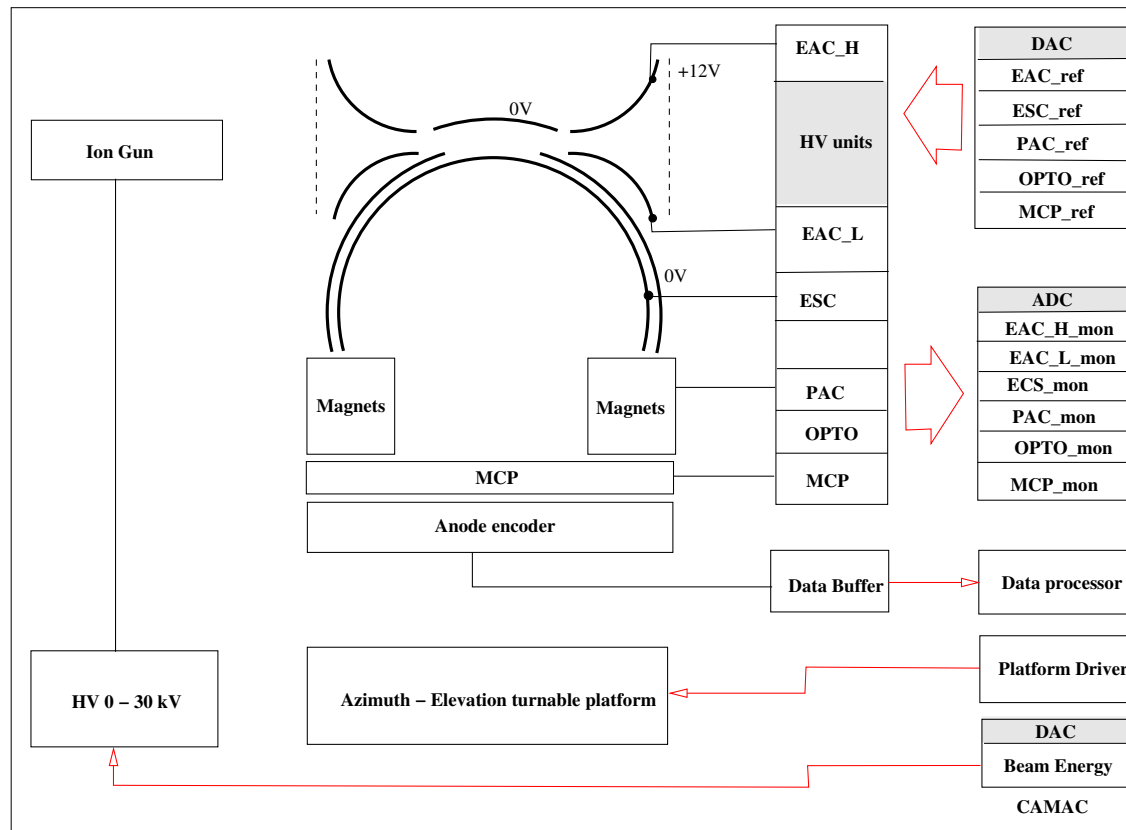 EAC_H
DAC
EAC_ref
ESC_ref
PAC_ref
OPTO_ref
MCP_ref
+12V
0V
Ion Gun
HV units
EAC_L
0V
ESC
ADC
EAC_H_mon
EAC_L_mon
ECS_mon
PAC_mon
OPTO_mon
MCP_mon
Magnets
Magnets
PAC
OPTO
MCP
MCP
Anode encoder
Data Buffer
Data processor
HV 0 – 30 kV
Azimuth – Elevation turnable platform
Platform Driver
DAC
Beam Energy
CAMAC